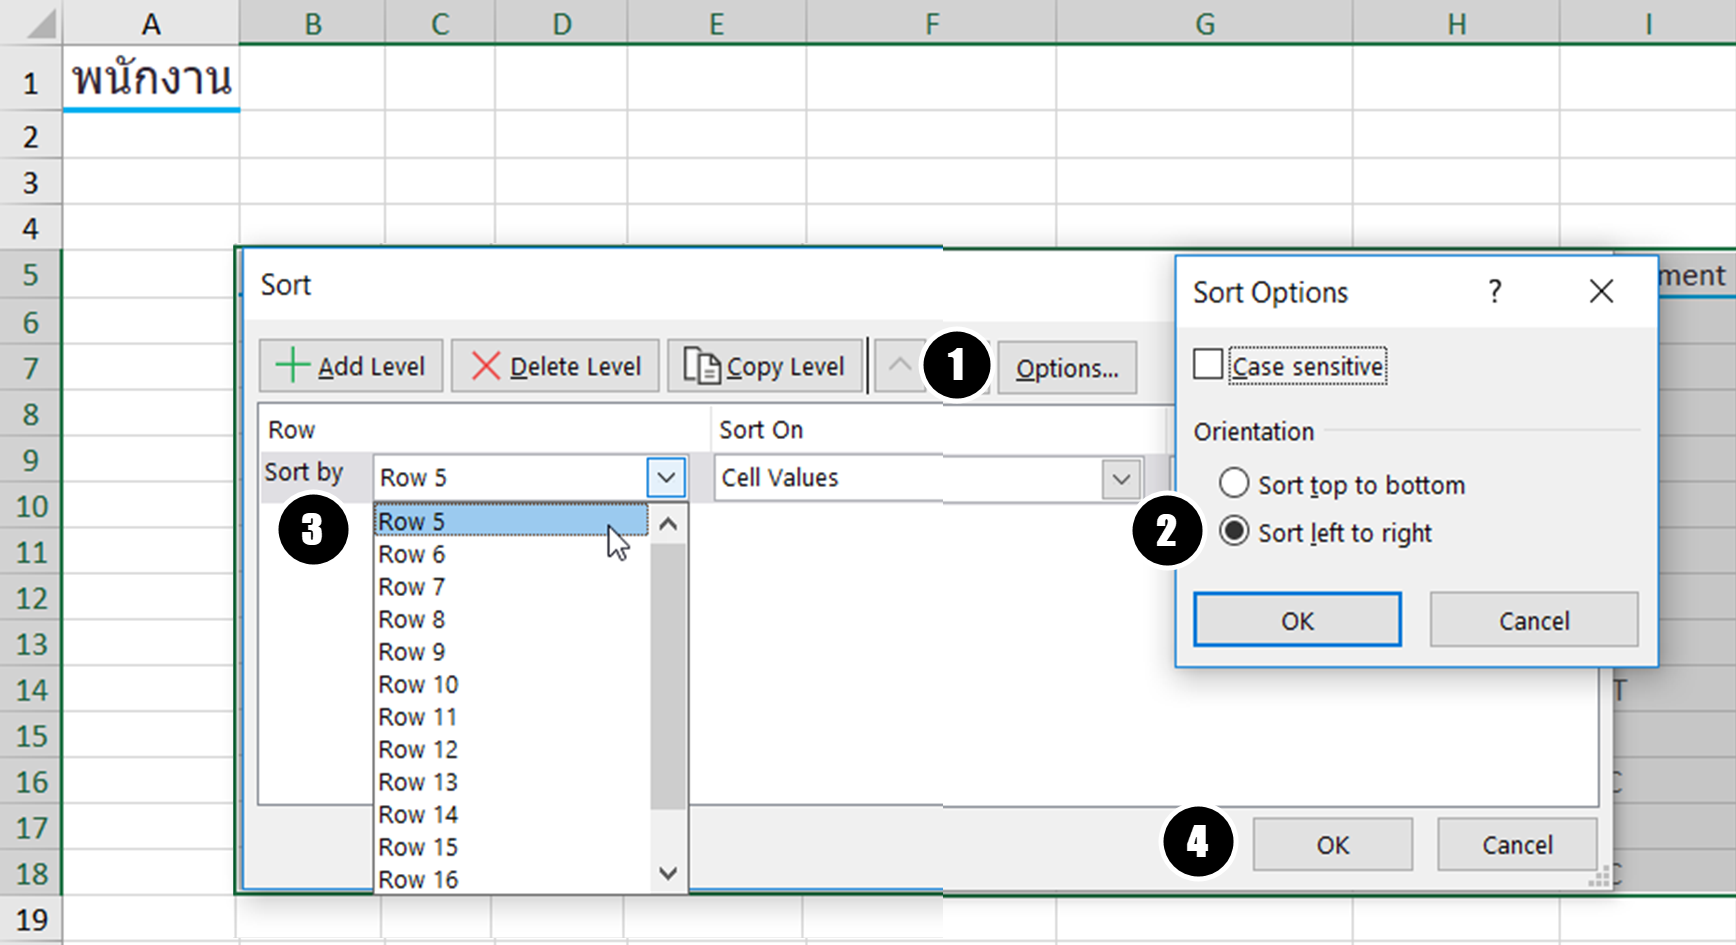 A B C D E F G H I
1 พนักงาน
2
3
4
5 ment
6
7
8
9
10
11
12
13
14 T
15
16
17
18
19
Sort
Add Level Delete Level Copy Level 1 Options...
Row Sort On
Sort by Row 5 Cell Values
3
Row 5
Row 6
Row 7
Row 8
Row 9
Row 10
Row 11
Row 12
Row 13
Row 14
Row 15
Row 16
4 OK Cancel
Sort Options ?
Case sensitive
Orientation
Sort top to bottom
2 Sort left to right
OK Cancel